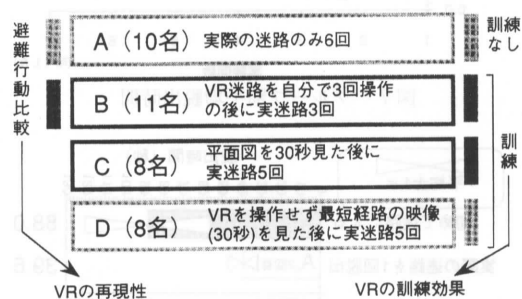 避難行動比較
A(10名) 実際の迷路のみ6回
訓練なし
B(11名) VR迷路を自分で3回操作
の後に実迷路3回
C(8名) 平面図を30秒見た後に
実迷路5回
訓練
D(8名) VRを操作せず最短経路の映像
(30秒)を見た後に実迷路5回
VRの再現性
VRの訓練効果